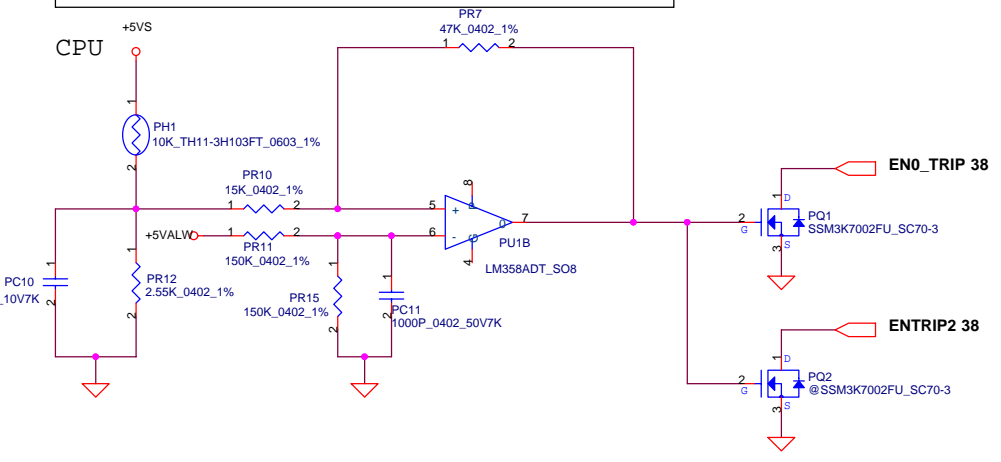 +5VS
CPU
PR7
47K_0402_1%
1
2
1
PH1
10K_TH11-3H103FT_0603_1%
2
PR10
15K_0402_1%
1
2
5
+
8
P
+5VALW
1
2
PR11
150K_0402_1%
6
-
G
4
O
7
PU1B
LM358ADT_SO8
1
PC10
_10V7K
2
1
PR12
2.55K_0402_1%
2
1
PR15
150K_0402_1%
2
1
PC11
1000P_0402_50V7K
2
EN0_TRIP 38
1
D
2
G
PQ1
SSM3K7002FU_SC70-3
3
S
ENTRIP2 38
1
D
2
G
PQ2
@SSM3K7002FU_SC70-3
3
S